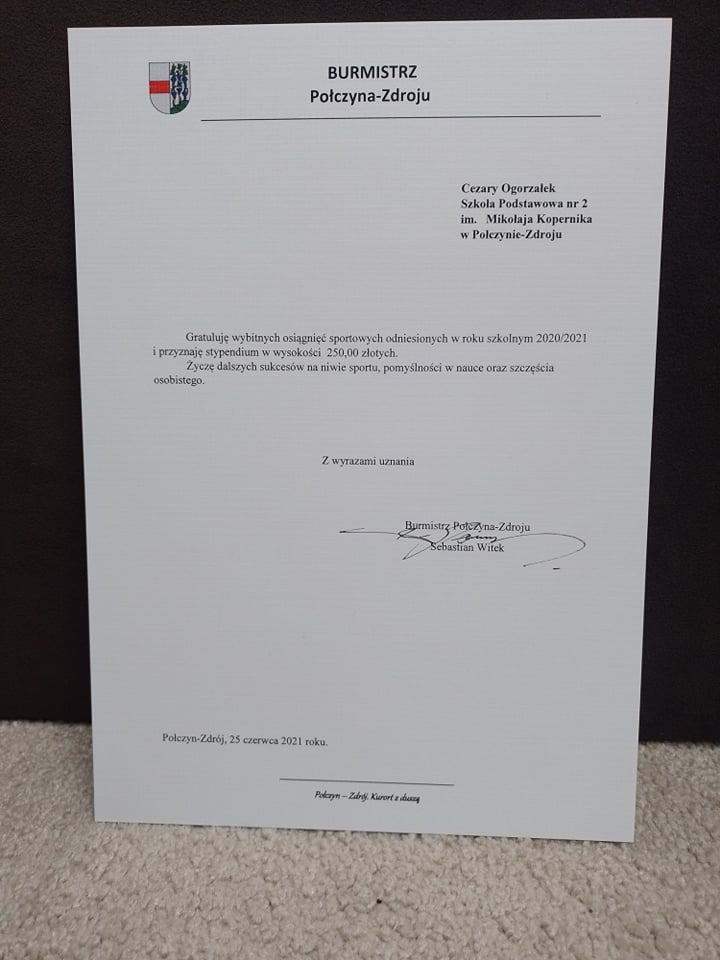 BURMISTRZ
Połczyna-Zdroju
Cezary Ogorzałek
Szkoła Podstawowa nr 2
im. Mikołaja Kopernika
w Połczynie-Zdroju
Gratuluję wybitnych osiągnięć sportowych odniesionych w roku szkolnym 2020/2021
i przyznaję stypendium w wysokości 250,00 złotych.
Życzę dalszych sukcesów na niwie sportu, pomyślności w nauce oraz szczęścia
osobistego.
Z wyrazami uznania
Burmistrz Połczyna-Zdroju
Sebastian Witek
Połczyn-Zdrój, 25 czerwca 2021 roku.
Połczyn – Zdrój. Kurort z duszą